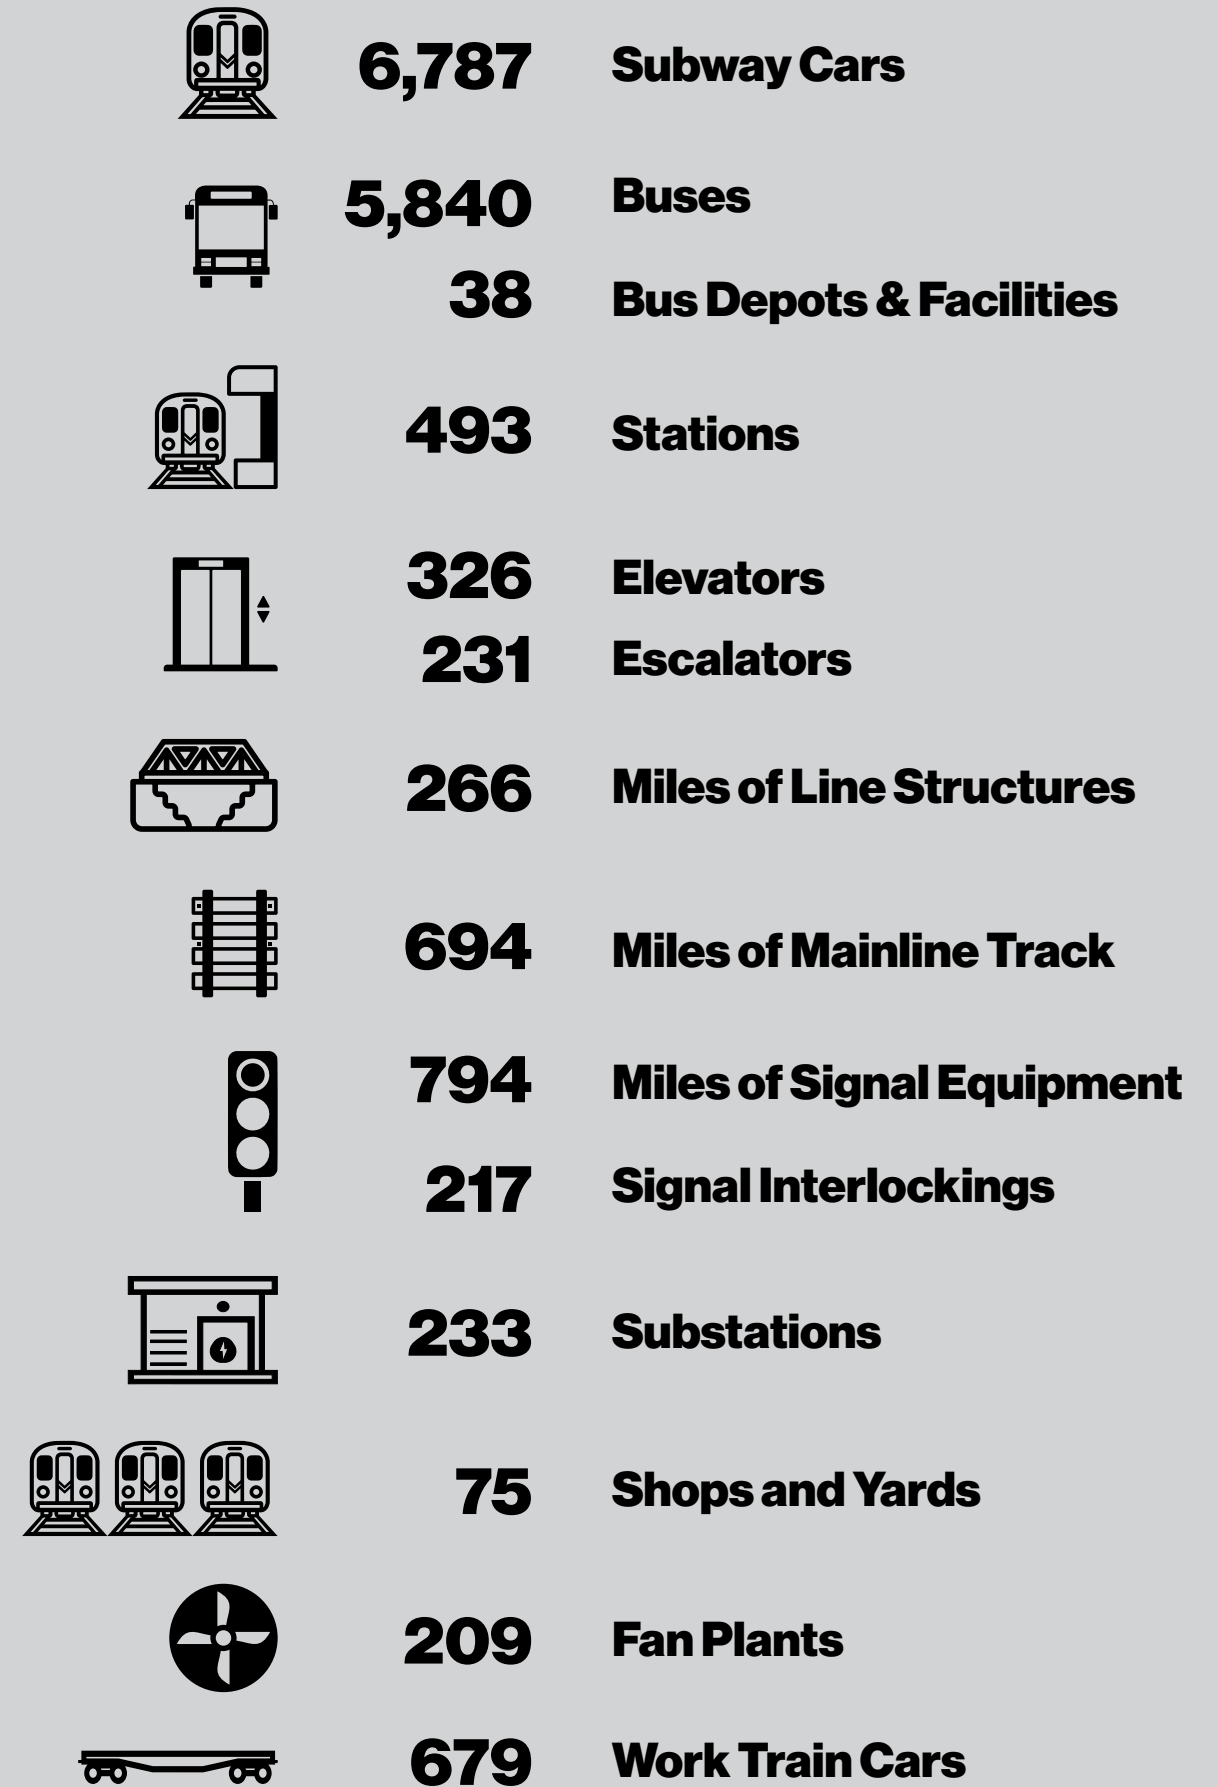 6,787 Subway Cars
5,840 Buses
38 Bus Depots & Facilities
493 Stations
326 Elevators
231 Escalators
266 Miles of Line Structures
694 Miles of Mainline Track
794 Miles of Signal Equipment
217 Signal Interlockings
233 Substations
75 Shops and Yards
209 Fan Plants
679 Work Train Cars